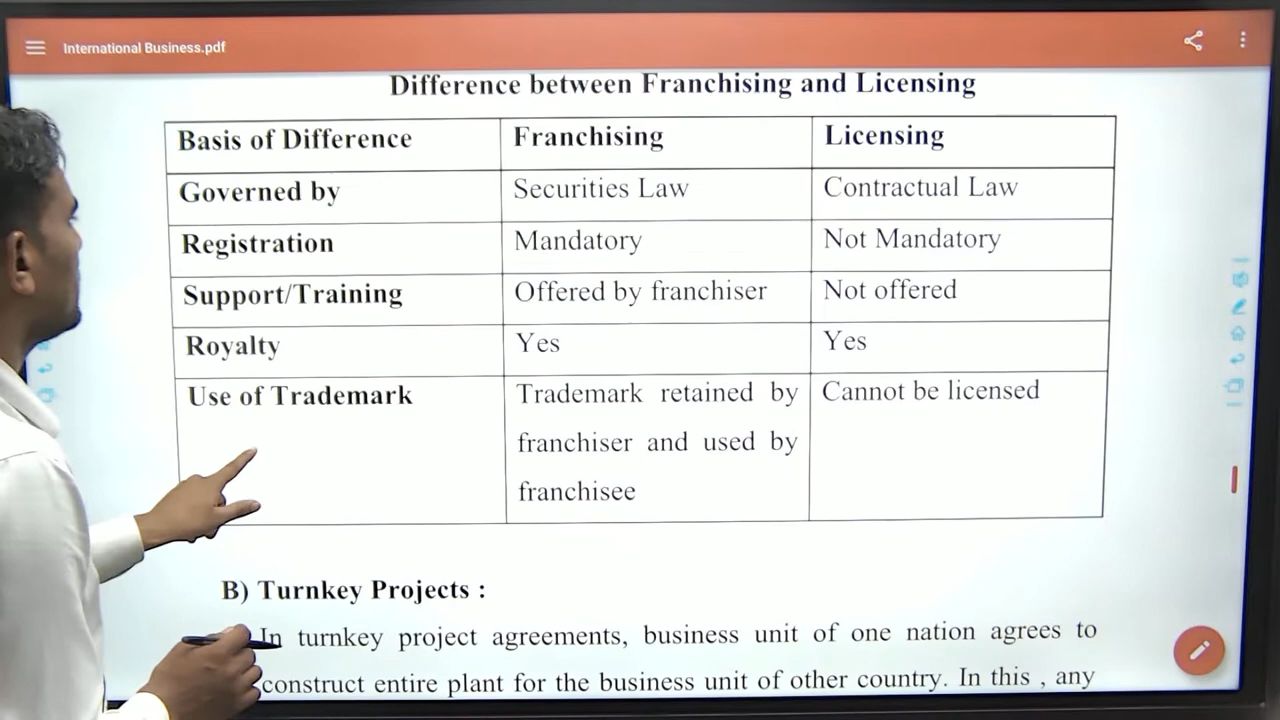 International Business.pdf
Difference between Franchising and Licensing
Basis of Difference Franchising Licensing
Governed by Securities Law Contractual Law
Registration Mandatory Not Mandatory
Support/Training Offered by franchiser Not offered
Royalty Yes Yes
Use of Trademark Trademark retained by Cannot be licensed
franchiser and used by
franchisee
B) Turnkey Projects :
In turnkey project agreements, business unit of one nation agrees to
construct entire plant for the business unit of other country. In this , any